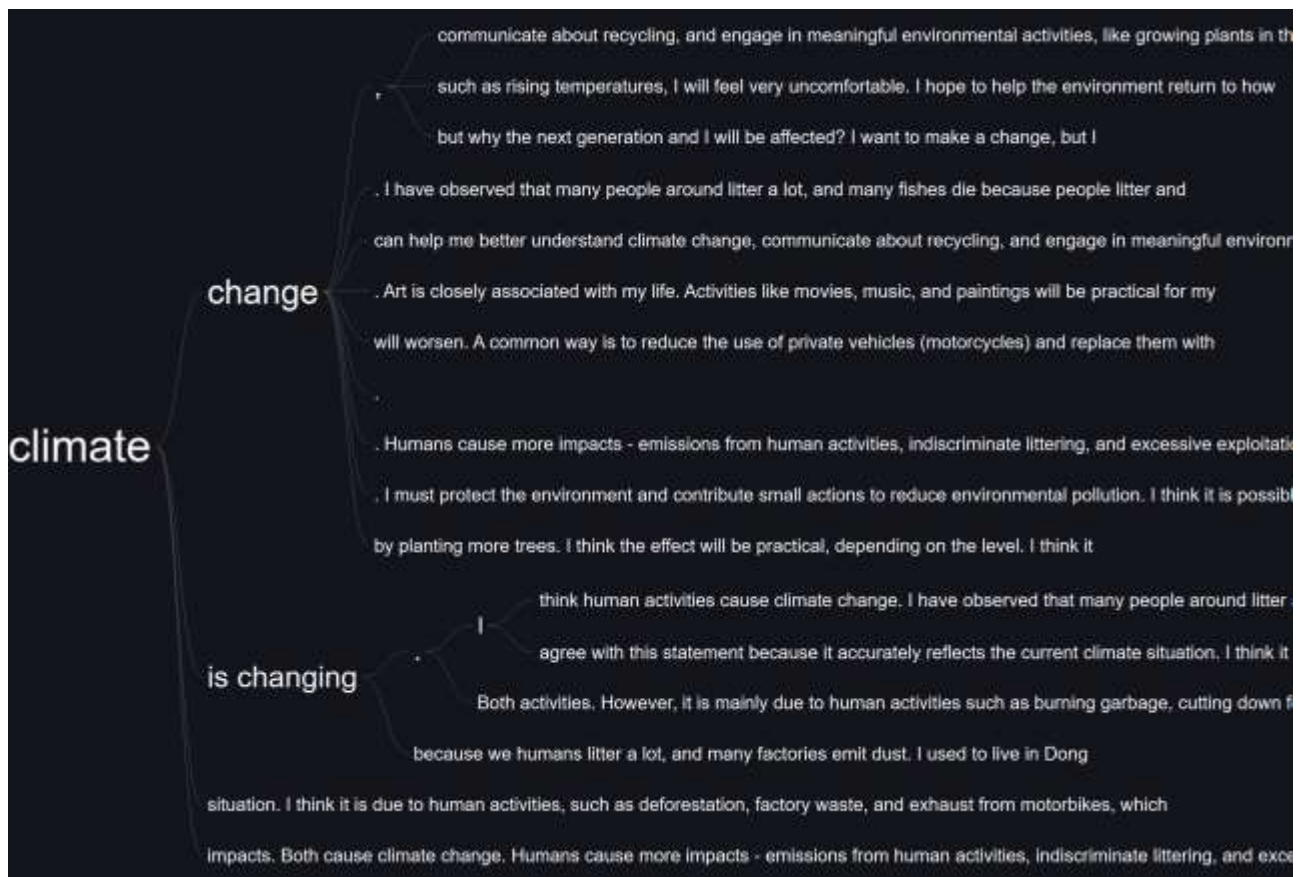 communicate about recycling, and engage in meaningful environmental activities, like growing plants in th
,
such as rising temperatures, I will feel very uncomfortable. I hope to help the environment return to how
but why the next generation and I will be affected? I want to make a change, but I
. I have observed that many people around litter a lot, and many fishes die because people litter and
can help me better understand climate change, communicate about recycling, and engage in meaningful environ
change
. Art is closely associated with my life. Activities like movies, music, and paintings will be practical for my
will worsen. A common way is to reduce the use of private vehicles (motorcycles) and replace them with
.
climate
. Humans cause more impacts - emissions from human activities, indiscriminate littering, and excessive exploitati
. I must protect the environment and contribute small actions to reduce environmental pollution. I think it is possib
by planting more trees. I think the effect will be practical, depending on the level. I think it
think human activities cause climate change. I have observed that many people around litter
I
.
agree with this statement because it accurately reflects the current climate situation. I think it
is changing
Both activities. However, it is mainly due to human activities such as burning garbage, cutting down f
because we humans litter a lot, and many factories emit dust. I used to live in Dong
situation. I think it is due to human activities, such as deforestation, factory waste, and exhaust from motorbikes, which
impacts. Both cause climate change. Humans cause more impacts - emissions from human activities, indiscriminate littering, and exce